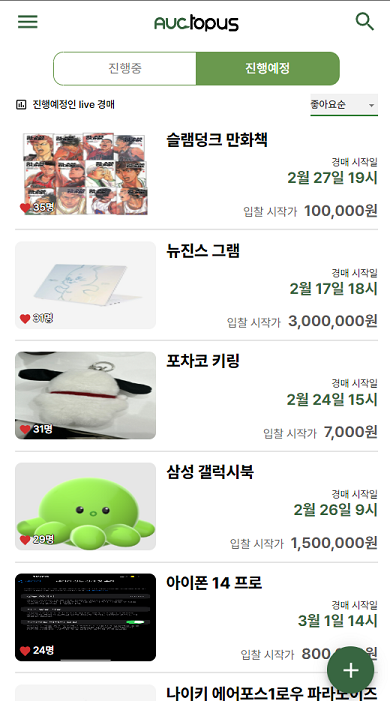 Auctopus
진행중
진행예정
진행예정인 live 경매
좋아요순
슬램덩크 만화책
경매 시작일
2월 27일 19시
입찰 시작가 100,000원
35명
뉴진스 그램
경매 시작일
2월 17일 18시
입찰 시작가 3,000,000원
31명
포차코 키링
경매 시작일
2월 24일 15시
입찰 시작가 7,000원
31명
삼성 갤럭시북
경매 시작일
2월 26일 9시
입찰 시작가 1,500,000원
29명
아이폰 14 프로
경매 시작일
3월 1일 14시
입찰 시작가 800,
24명
나이키 에어포스1로우 파라노이즈